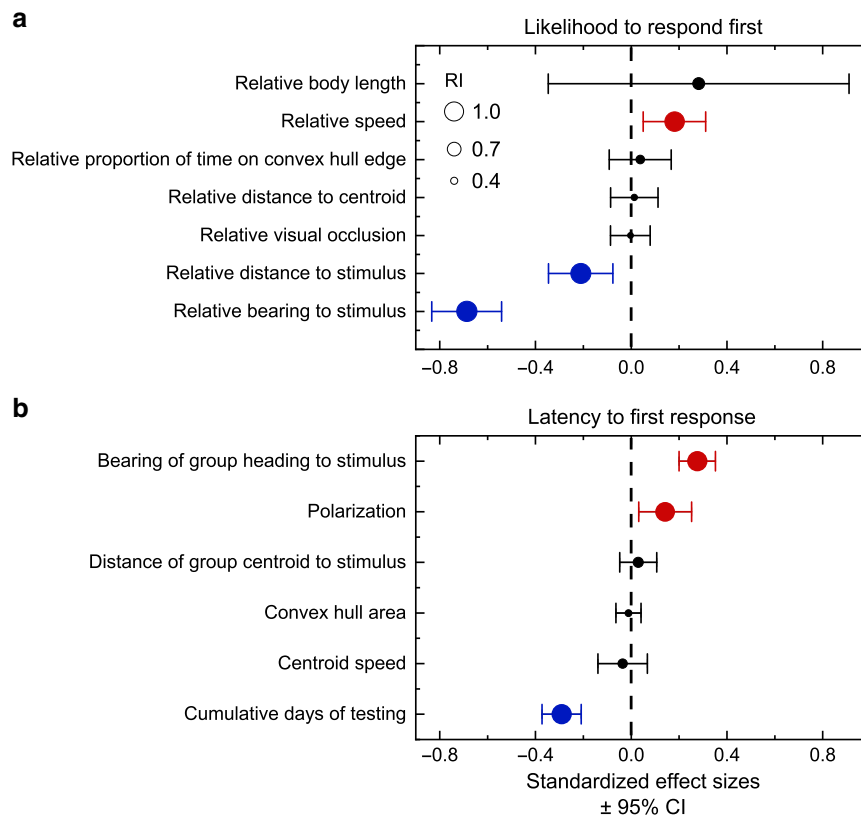 a
Likelihood to respond first
Relative body length
Relative speed
Relative proportion of time on convex hull edge
Relative distance to centroid
Relative visual occlusion
Relative distance to stimulus
Relative bearing to stimulus
RI
1.0
0.7
0.4
−0.8 −0.4 0.0 0.4 0.8
b
Latency to first response
Bearing of group heading to stimulus
Polarization
Distance of group centroid to stimulus
Convex hull area
Centroid speed
Cumulative days of testing
−0.8 −0.4 0.0 0.4 0.8
Standardized effect sizes
± 95% CI